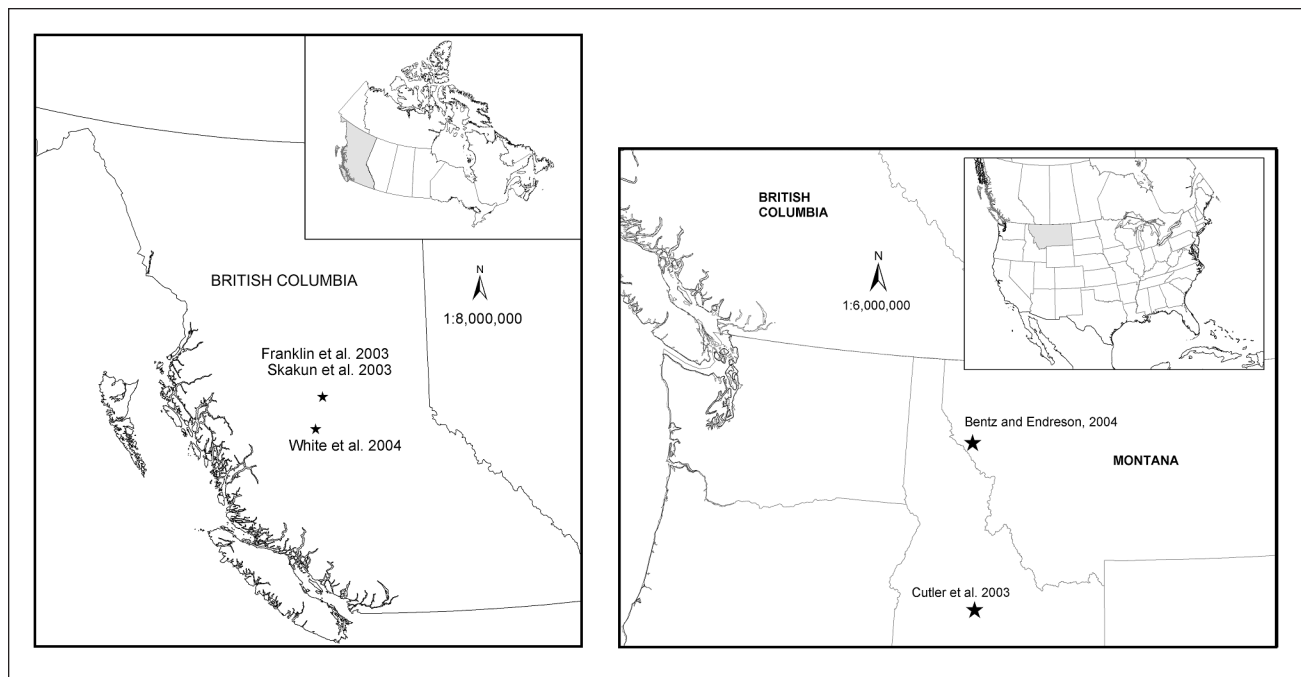 BRITISH COLUMBIA
N
1:8,000,000
Franklin et al. 2003
Skakun et al. 2003
White et al. 2004
BRITISH
COLUMBIA
N
1:6,000,000
Bentz and Endreson, 2004
MONTANA
Cutler et al. 2003